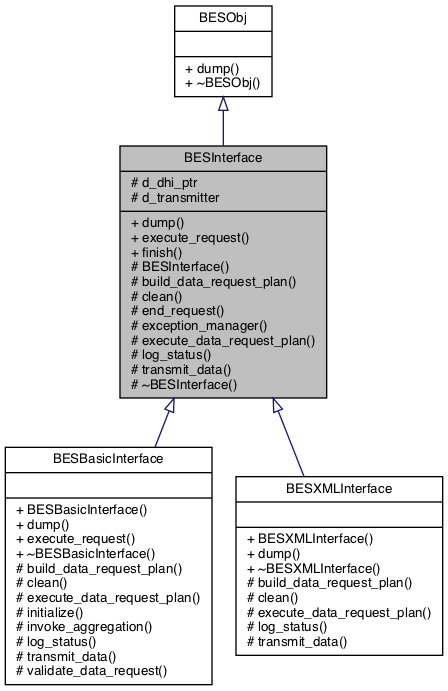 BESObj
+ dump()
+ ~BESObj()
BESInterface
# d_dhi_ptr
# d_transmitter
+ dump()
+ execute_request()
+ finish()
# BESInterface()
# build_data_request_plan()
# clean()
# end_request()
# exception_manager()
# execute_data_request_plan()
# log_status()
# transmit_data()
# ~BESInterface()
BESBasicInterface
+ BESBasicInterface()
+ dump()
+ execute_request()
+ ~BESBasicInterface()
# build_data_request_plan()
# clean()
# execute_data_request_plan()
# initialize()
# invoke_aggregation()
# log_status()
# transmit_data()
# validate_data_request()
BESXMLInterface
+ BESXMLInterface()
+ dump()
+ ~BESXMLInterface()
# build_data_request_plan()
# clean()
# execute_data_request_plan()
# log_status()
# transmit_data()